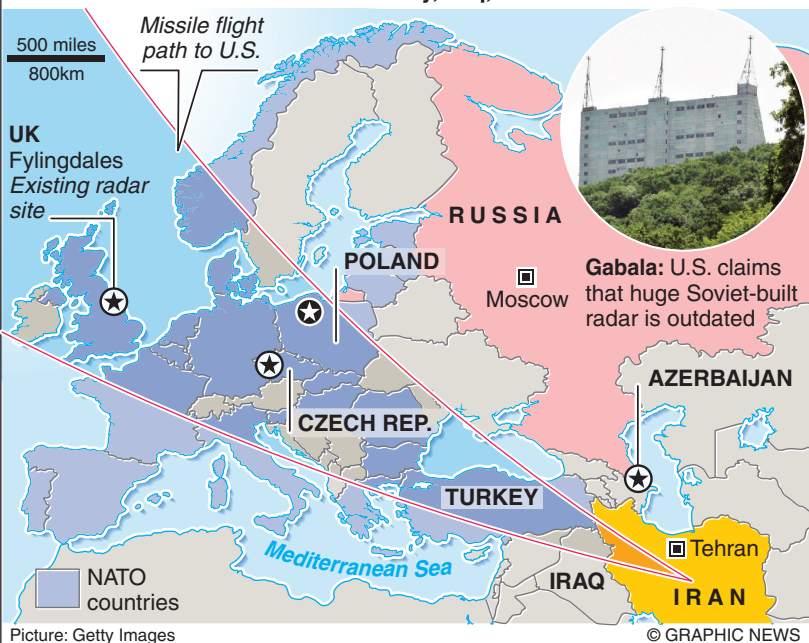 500 miles
800km
Missile flight
path to U.S.
UK
Fylingdales
Existing radar
site
RUSSIA
POLAND
Moscow
Gabala: U.S. claims
that huge Soviet-built
radar is outdated
AZERBAIJAN
CZECH REP.
TURKEY
Tehran
Mediterranean Sea
IRAQ
IRAN
NATO
countries
Picture: Getty Images
© GRAPHIC NEWS